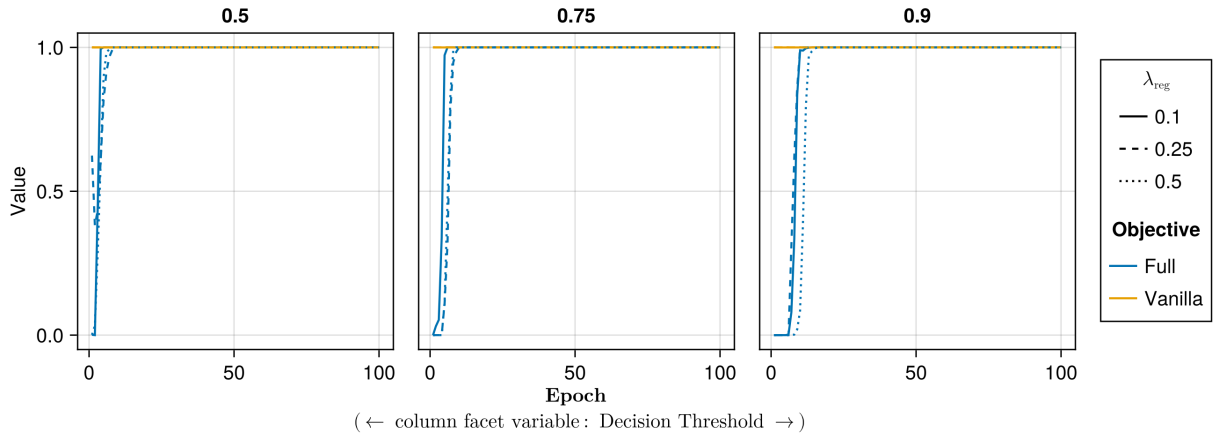 0.5
0.75
0.9
Value
1.0
0.5
0.0
0 50 100
0 50 100
0 50 100
Epoch
( ← column facet variable : Decision Threshold → )
λreg
0.1
0.25
0.5
Objective
Full
Vanilla